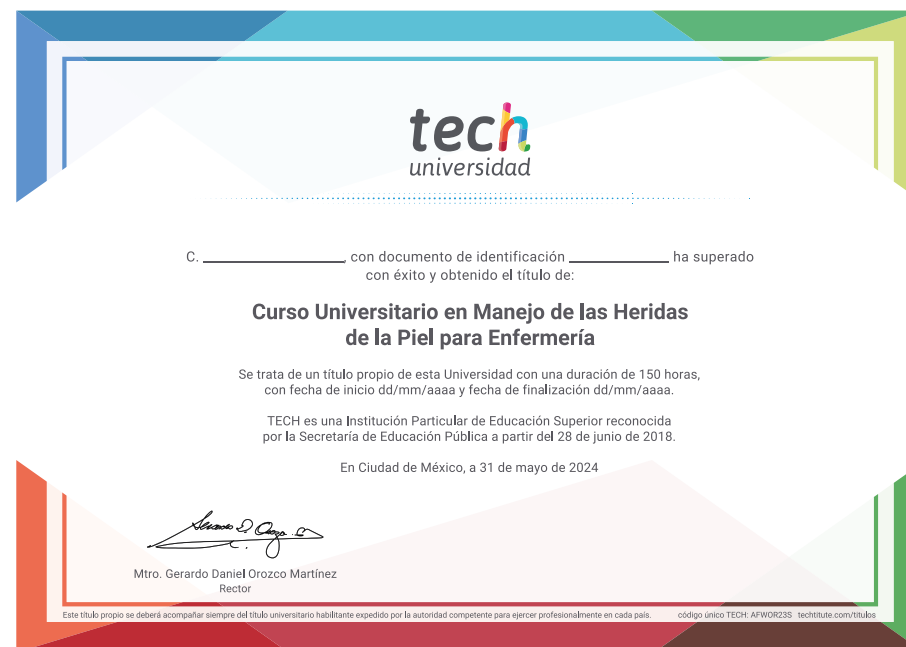 tech
universidad
C. ____________, con documento de identificación ____________ ha superado
con éxito y obtenido el título de:
Curso Universitario en Manejo de las Heridas
de la Piel para Enfermería
Se trata de un título propio de esta Universidad con una duración de 150 horas,
con fecha de inicio dd/mm/aaaa y fecha de finalización dd/mm/aaaa.
TECH es una Institución Particular de Educación Superior reconocida
por la Secretaría de Educación Pública a partir del 28 de junio de 2018.
En Ciudad de México, a 31 de mayo de 2024
Mtro. Gerardo Daniel Orozco Martínez
Rector
Este título propio se deberá acompañar siempre del título universitario habilitante expedido por la autoridad competente para ejercer profesionalmente en cada país. código único TECH: AFWOR23S techtitute.com/titulos